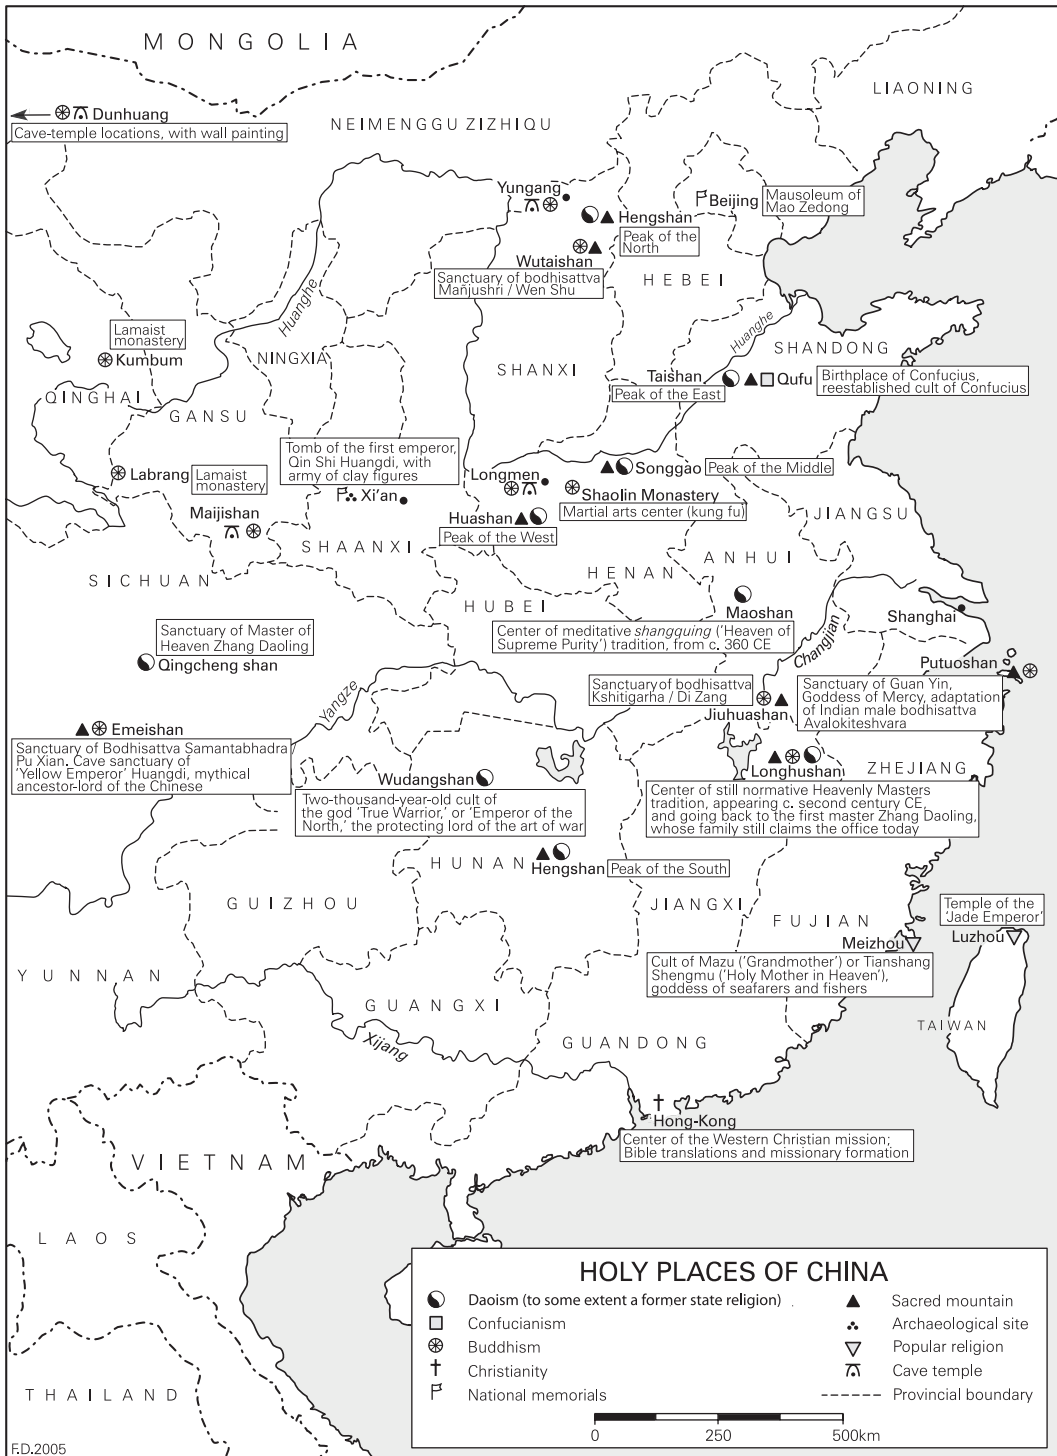 MONGOLIA
LIAONING
Dunhuang
Cave-temple locations, with wall painting
NEIMENGGU ZIZHIQU
Yungang
Beijing
Mausoleum of
Mao Zedong
Hengshan
Peak of the
North
Wutaishan
Sanctuary of bodhisattva
Mañjushri / Wen Shu
HEBEI
Huanghe
Lamaist
monastery
Kumbum
NINGXIA
SHANXI
Huanghe
SHANDONG
Taishan
Qufu
Peak of the East
Birthplace of Confucius,
reestablished cult of Confucius
QINGHAI
GANSU
Tomb of the first emperor,
Qin Shi Huangdi, with
army of clay figures
Xi'an
Labrang
Lamaist
monastery
Longmen
Songgao
Peak of the Middle
Shaolin Monastery
Martial arts center (kung fu)
Maijishan
Huashan
Peak of the West
JIANGSU
SHAANXI
ANHUI
HENAN
SICHUAN
HUBEI
Maoshan
Center of meditative shangquing ('Heaven of
Supreme Purity') tradition, from c. 360 CE
Changjian
Shanghai
Sanctuary of Master of
Heaven Zhang Daoling
Qingcheng shan
Putuoshan
Yangze
Sanctuary of bodhisattva
Kshitigarha / Di Zang
Jiuhuashan
Sanctuary of Guan Yin,
Goddess of Mercy, adaptation
of Indian male bodhisattva
Avalokiteshvara
Emeishan
Sanctuary of Bodhisattva Samantabhadra
Pu Xian. Cave sanctuary of
'Yellow Emperor' Huangdi, mythical
ancestor-lord of the Chinese
Wudangshan
Two-thousand-year-old cult of
the god 'True Warrior,' or 'Emperor of the
North,' the protecting lord of the art of war
Longhushan
ZHEJIANG
Center of still normative Heavenly Masters
tradition, appearing c. second century CE,
and going back to the first master Zhang Daoling,
whose family still claims the office today
HUNAN
Hengshan
Peak of the South
GUIZHOU
JIANGXI
FUJIAN
Temple of the
'Jade Emperor'
Meizhou
Luzhou
Cult of Mazu ('Grandmother') or Tianshang
Shengmu ('Holy Mother in Heaven'),
goddess of seafarers and fishers
YUNNAN
GUANGXI
TAIWAN
Xijiang
GUANDONG
Hong-Kong
Center of the Western Christian mission;
Bible translations and missionary formation
VIETNAM
LAOS
THAILAND
HOLY PLACES OF CHINA
Daoism (to some extent a former state religion) .
Confucianism
Buddhism
Christianity
National memorials
Sacred mountain
Archaeological site
Popular religion
Cave temple
Provincial boundary
0 250 500km
F.D.2005